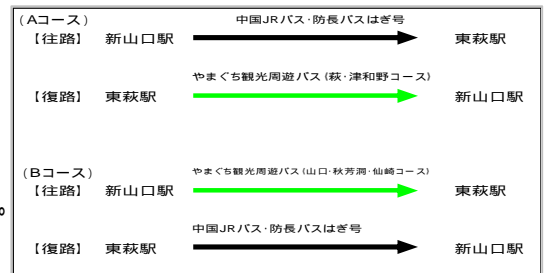 (Aコース)
中国JRバス・防長バスはぎ号
【往路】 新山口駅 東萩駅
やまぐち観光周遊バス(萩・津和野コース)
【復路】 東萩駅 新山口駅
(Bコース)
やまぐち観光周遊バス(山口・秋芳洞・仙崎コース)
【往路】 新山口駅 東萩駅
中国JRバス・防長バスはぎ号
【復路】 東萩駅 新山口駅